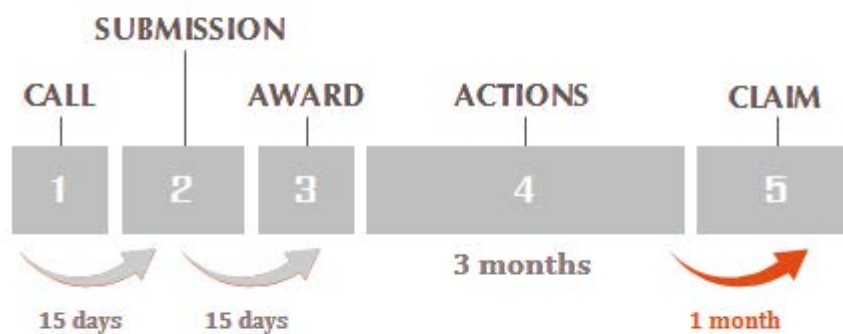 SUBMISSION
CALL
AWARD
ACTIONS
CLAIM
1
2
3
4
5
3 months
15 days
15 days
1 month